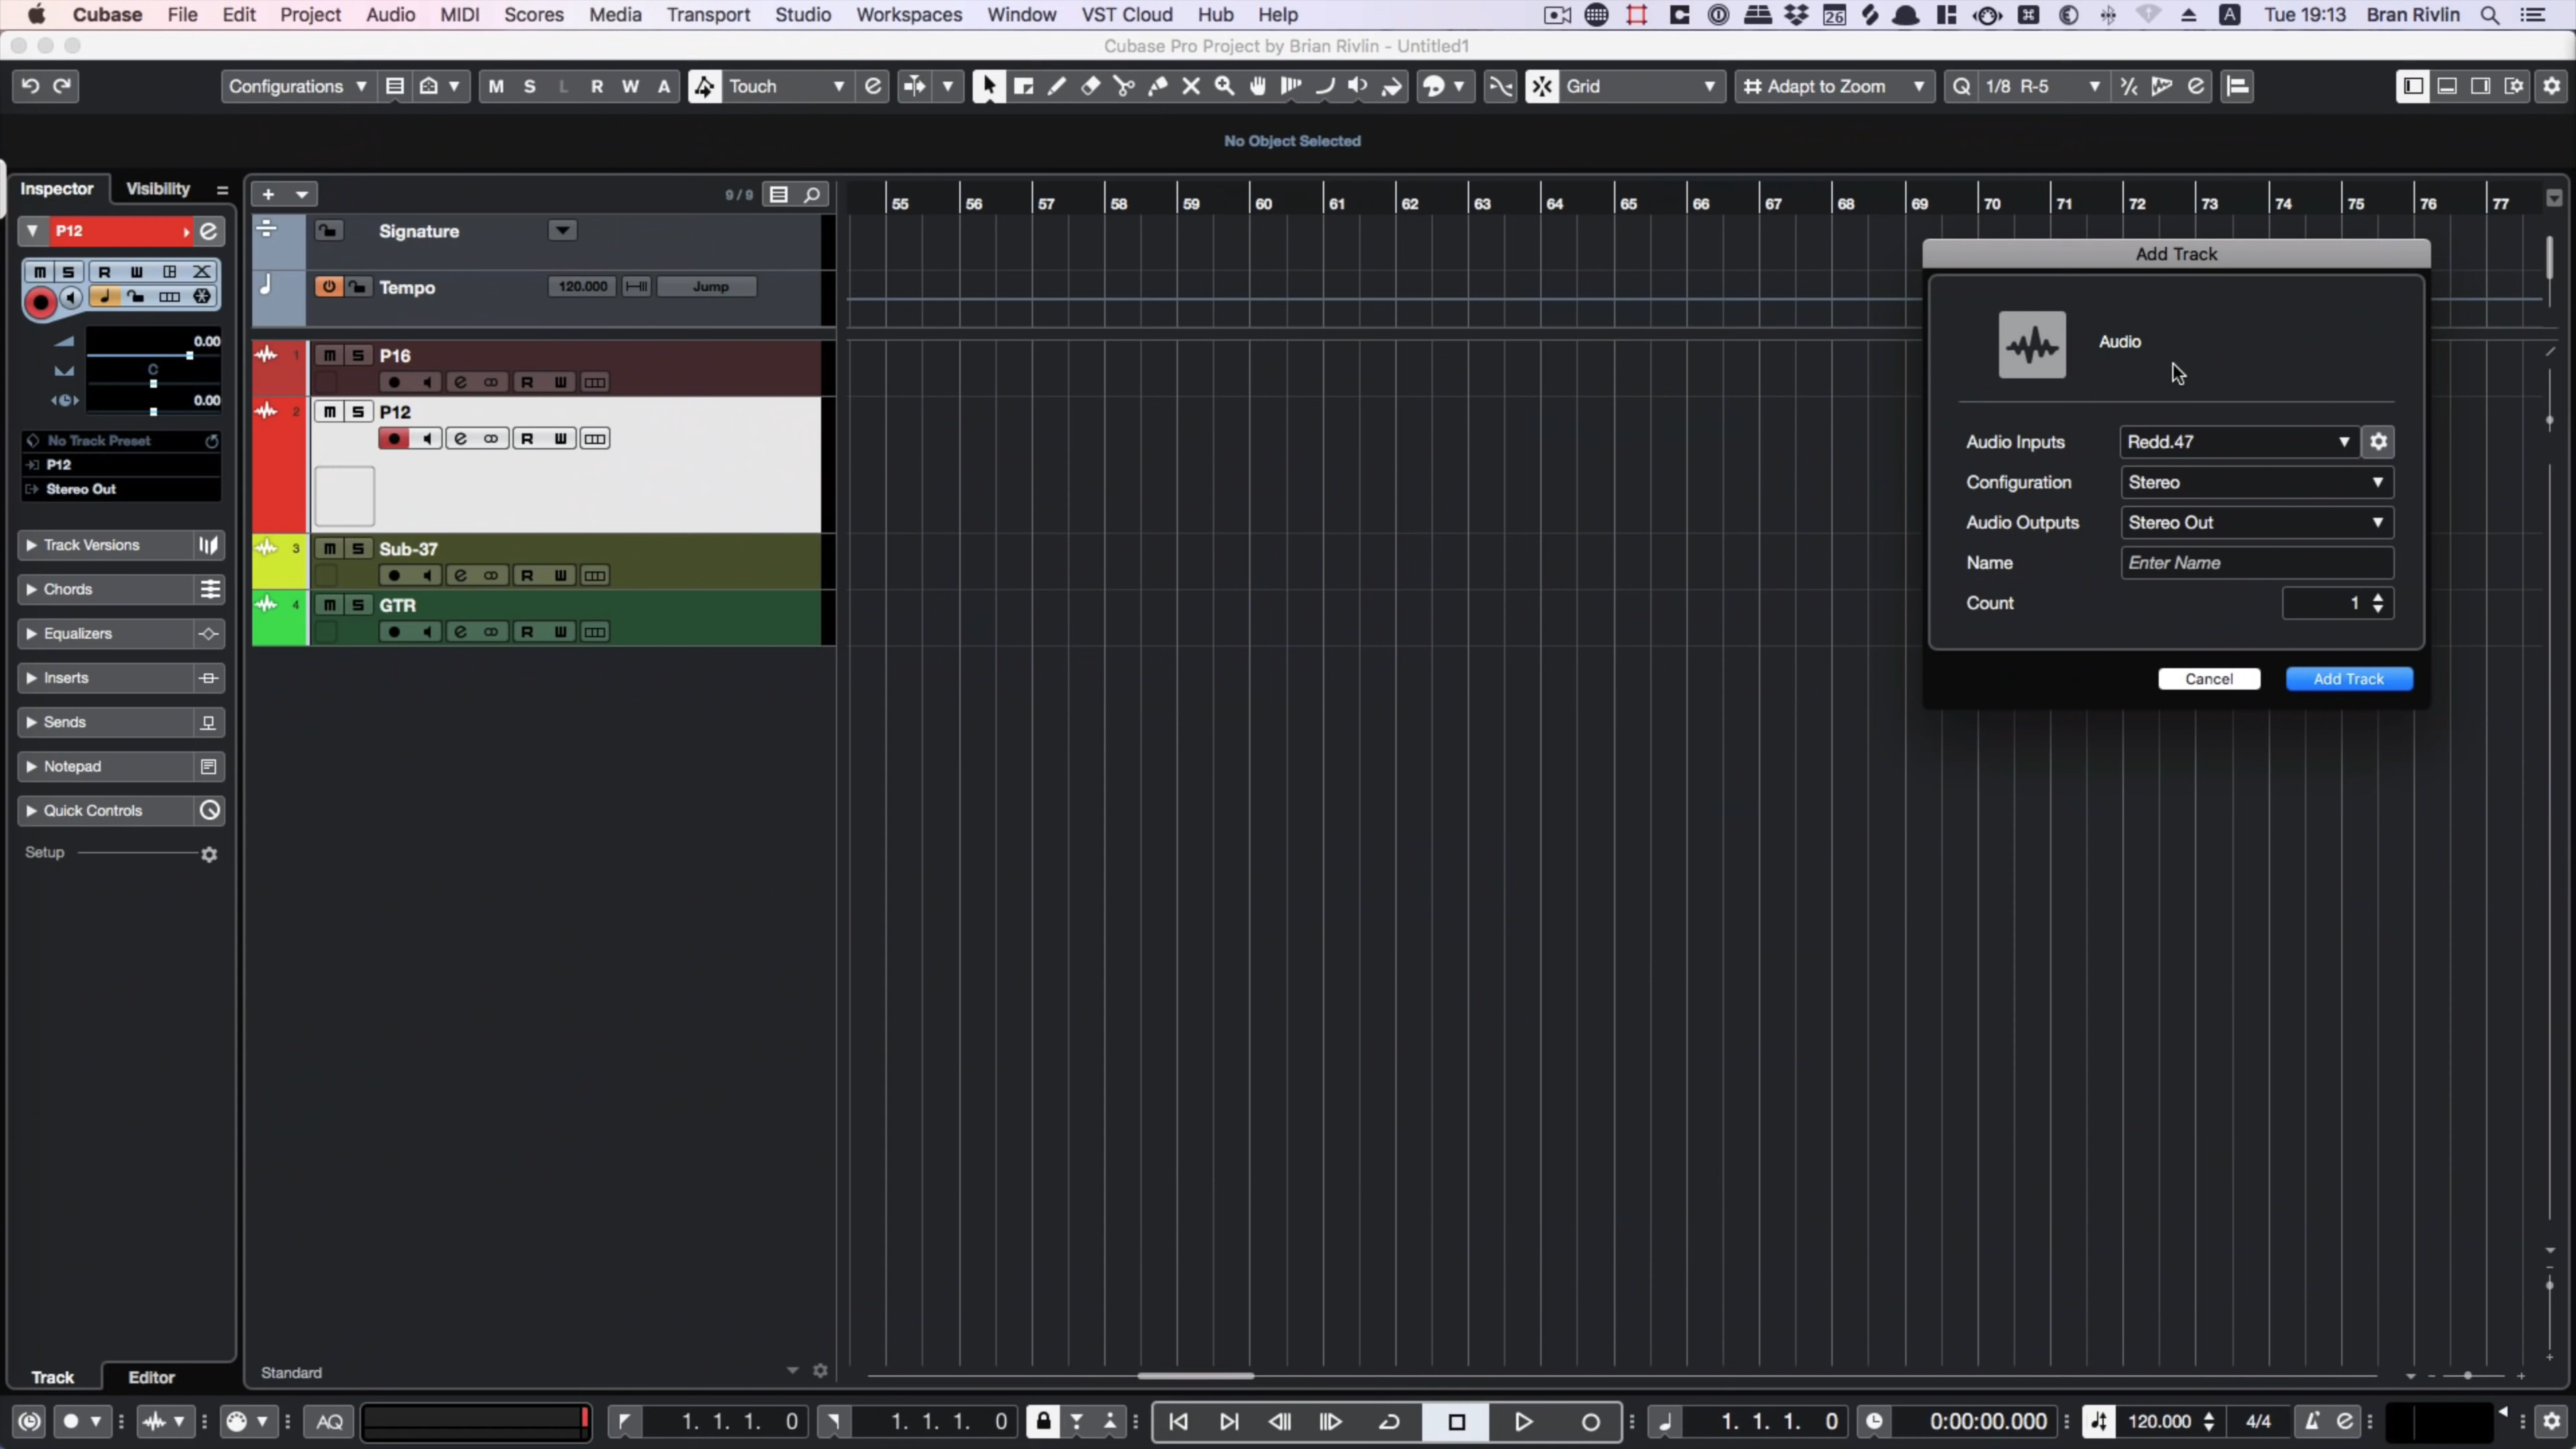 Cubase File Edit Project Audio MIDI Scores Media Transport Studio Workspaces Window VST Cloud Hub Help 26 A Tue 19:13 Bran Rivlin
Cubase Pro Project by Brian Rivlin - Untitled1
Configurations M S L R W A Touch e Grid Adapt to Zoom Q 1/8 R-5 e
No Object Selected
Inspector Visibility 9/9 55 56 57 58 59 60 61 62 63 64 65 66 67 68 69 70 71 72 73 74 75 76 77
P12 e
Signature
M S R W
Tempo 120.000 Jump
0.00
C
0.00
No Track Preset
P12
Stereo Out
1 M S P16
e R W
2 M S P12
e R W
3 M S Sub-37
e R W
4 M S GTR
e R W
Track Versions
Chords
Equalizers
Inserts
Sends
Notepad
Quick Controls
Setup
Add Track
Audio
Audio Inputs Redd.47
Configuration Stereo
Audio Outputs Stereo Out
Name Enter Name
Count 1
Cancel Add Track
Track Editor Standard
AQ 1. 1. 1. 0 1. 1. 1. 0 1. 1. 1. 0 0:00:00.000 120.000 4/4 e